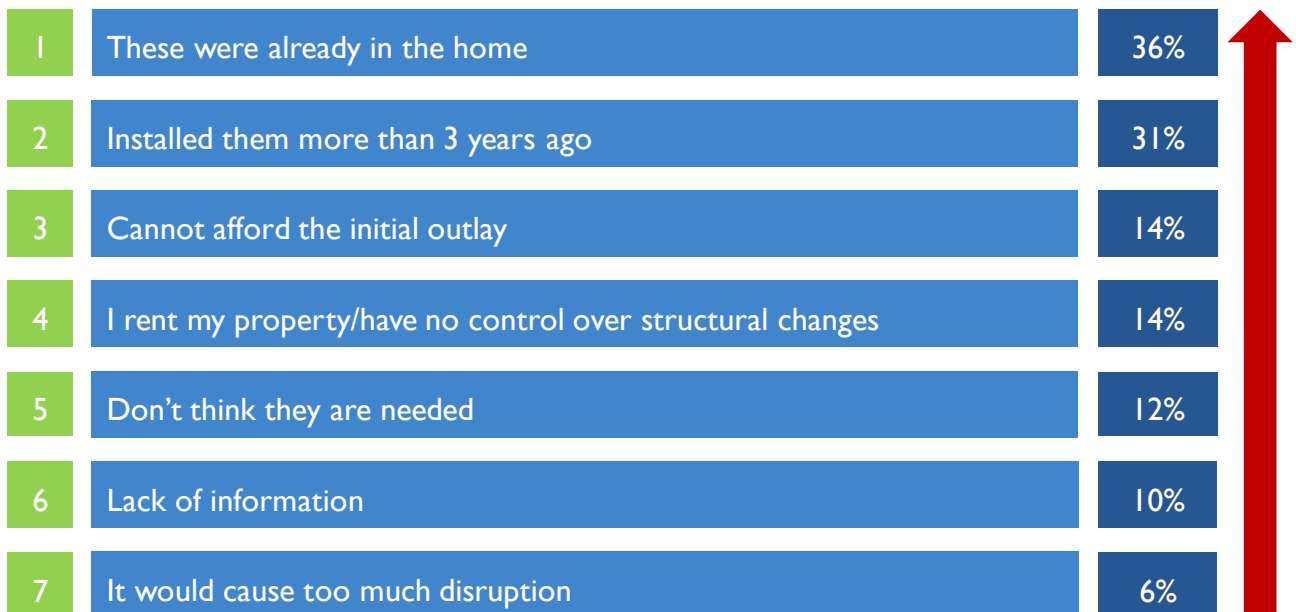 1 These were already in the home 36%
2 Installed them more than 3 years ago 31%
3 Cannot afford the initial outlay 14%
4 I rent my property/have no control over structural changes 14%
5 Don’t think they are needed 12%
6 Lack of information 10%
7 It would cause too much disruption 6%